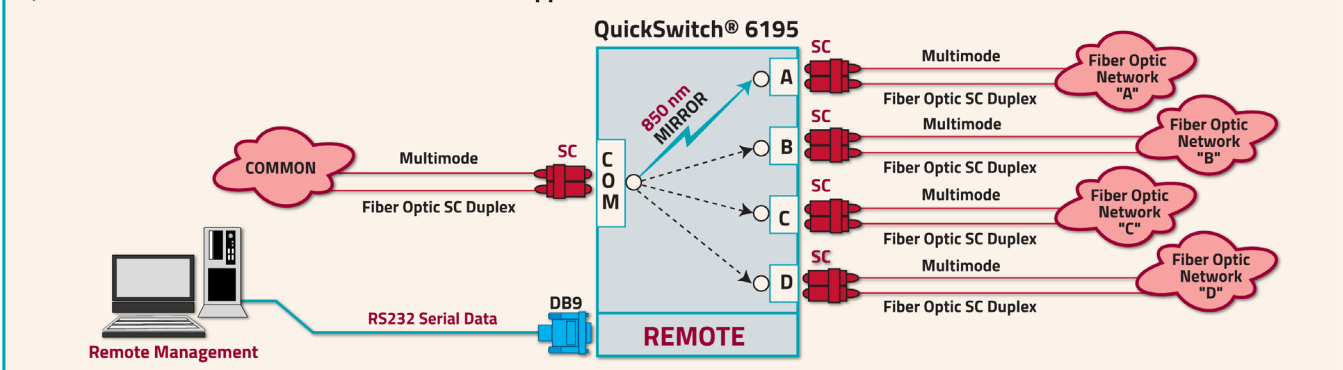 QuickSwitch® 6195
SC
Multimode
Fiber Optic SC Duplex
Fiber Optic
Network
"A"
A
850 nm
MIRROR
SC
Multimode
Fiber Optic SC Duplex
Fiber Optic
Network
"B"
B
COMMON
Multimode
Fiber Optic SC Duplex
SC
C
O
M
SC
Multimode
Fiber Optic SC Duplex
Fiber Optic
Network
"C"
C
SC
Multimode
Fiber Optic SC Duplex
Fiber Optic
Network
"D"
D
DB9
RS232 Serial Data
REMOTE
Remote Management